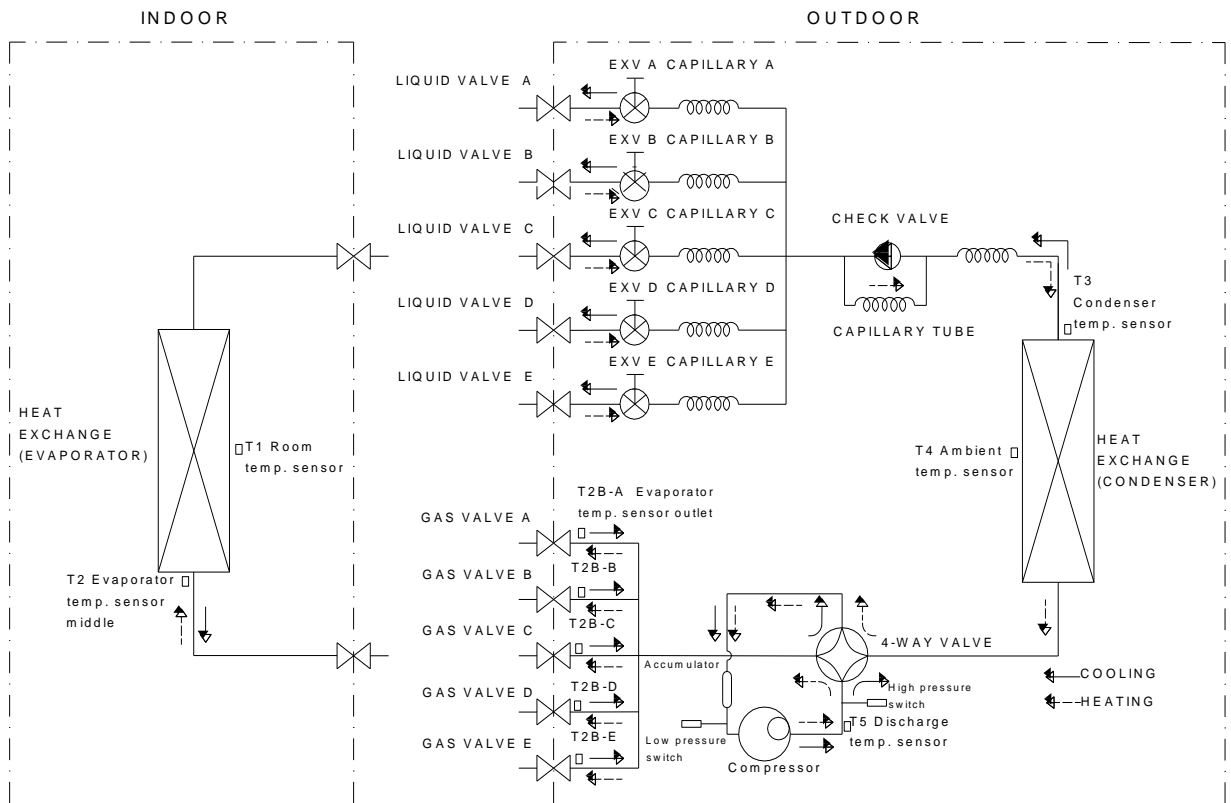 INDOOR
OUTDOOR
LIQUID VALVE A
EXV A CAPILLARY A
LIQUID VALVE B
EXV B CAPILLARY B
LIQUID VALVE C
EXV C CAPILLARY C
LIQUID VALVE D
EXV D CAPILLARY D
LIQUID VALVE E
EXV E CAPILLARY E
CHECK VALVE
CAPILLARY TUBE
T3
Condenser
temp. sensor
HEAT
EXCHANGE
(EVAPORATOR)
T1 Room
temp. sensor
T4 Ambient
temp. sensor
HEAT
EXCHANGE
(CONDENSER)
T2 Evaporator
temp. sensor
middle
T2B-A Evaporator
temp. sensor outlet
GAS VALVE A
T2B-B
GAS VALVE B
T2B-C
GAS VALVE C
T2B-D
GAS VALVE D
T2B-E
GAS VALVE E
Accumulator
4-WAY VALVE
High pressure
switch
T5 Discharge
temp. sensor
Low pressure
switch
Compressor
COOLING
HEATING